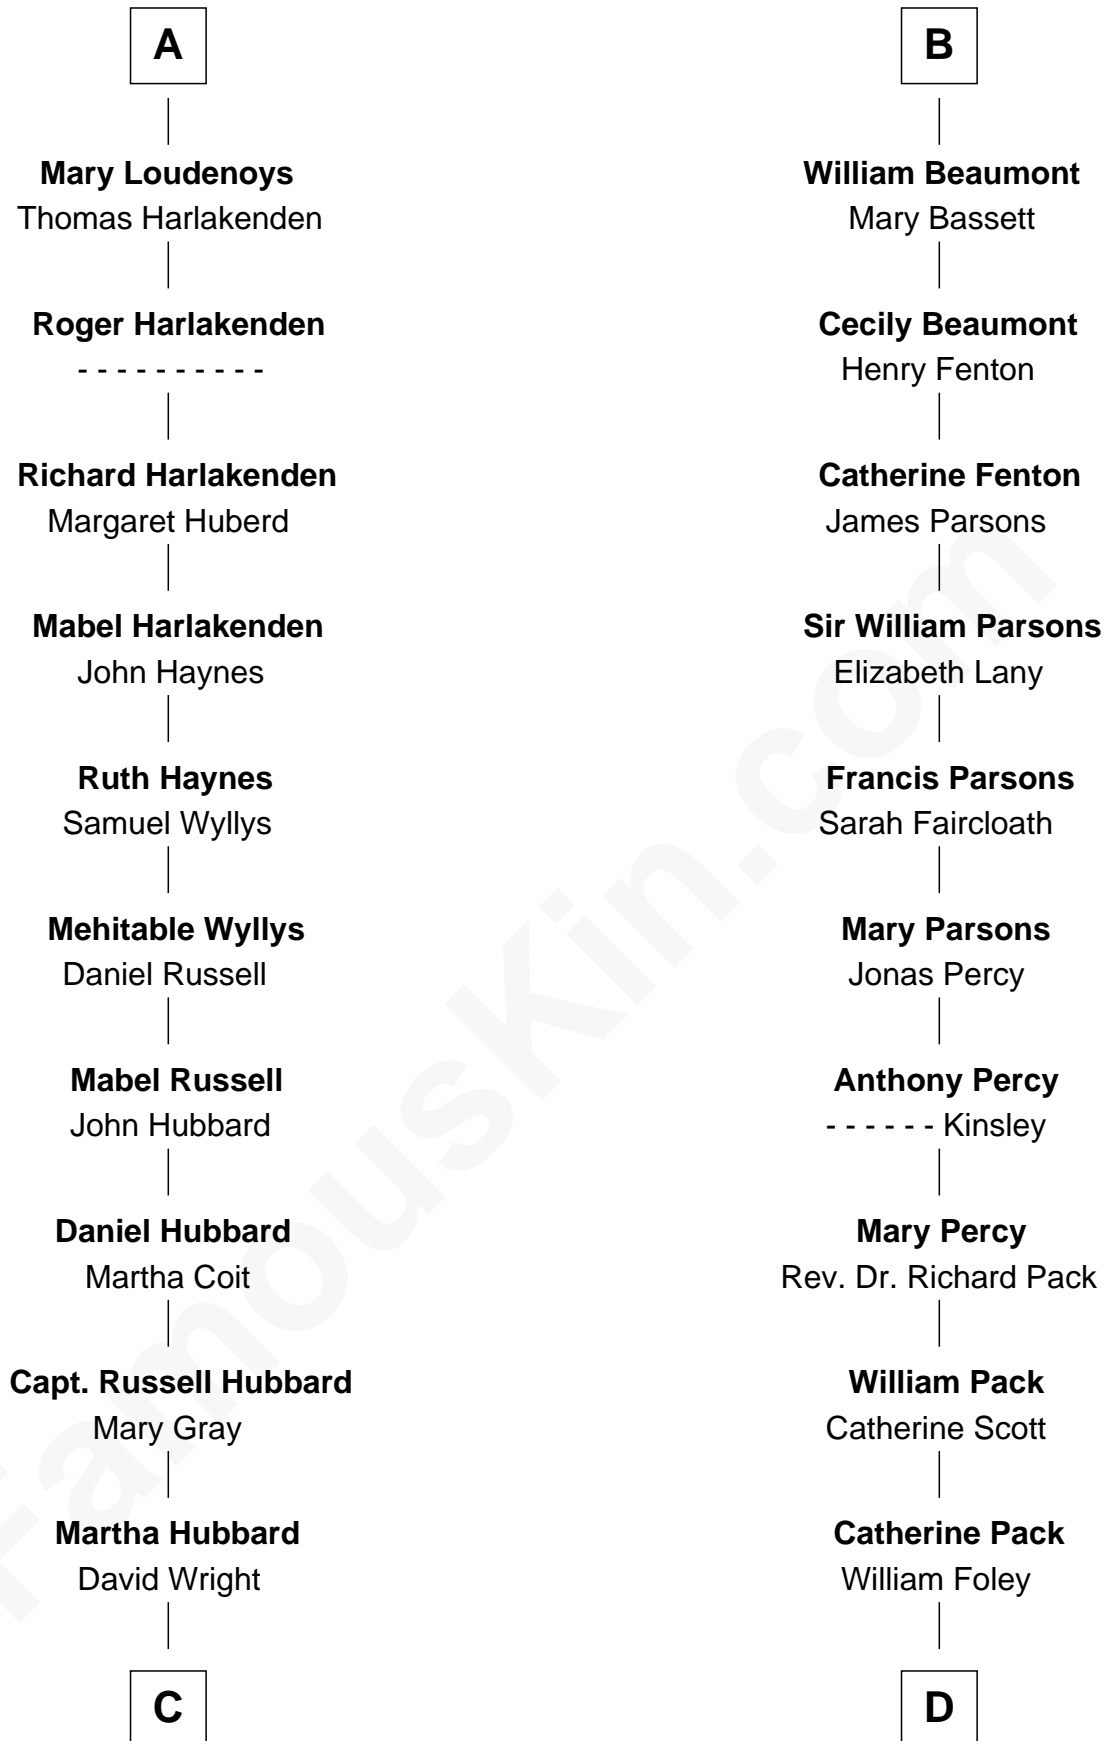 A
Mary Loudenoys
Thomas Harlakenden
Roger Harlakenden
- - - - - - - - - -
Richard Harlakenden
Margaret Huberd
Mabel Harlakenden
John Haynes
Ruth Haynes
Samuel Wyllys
Mehitable Wyllys
Daniel Russell
Mabel Russell
John Hubbard
Daniel Hubbard
Martha Coit
Capt. Russell Hubbard
Mary Gray
Martha Hubbard
David Wright
C
B
William Beaumont
Mary Bassett
Cecily Beaumont
Henry Fenton
Catherine Fenton
James Parsons
Sir William Parsons
Elizabeth Lany
Francis Parsons
Sarah Faircloath
Mary Parsons
Jonas Percy
Anthony Percy
- - - - - - Kinsley
Mary Percy
Rev. Dr. Richard Pack
William Pack
Catherine Scott
Catherine Pack
William Foley
D
FamousKin.com